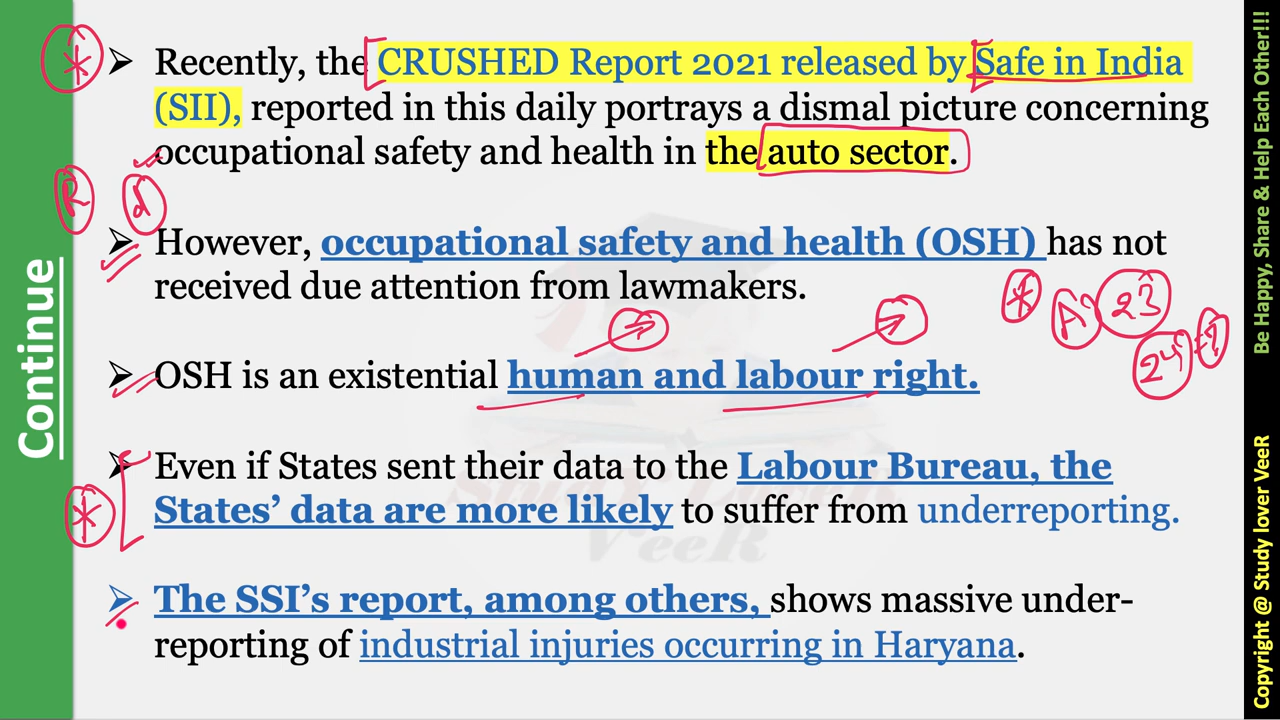 Continue
Recently, the CRUSHED Report 2021 released by Safe in India
(SII), reported in this daily portrays a dismal picture concerning
occupational safety and health in the auto sector.
However, occupational safety and health (OSH) has not
received due attention from lawmakers.
OSH is an existential human and labour right.
Even if States sent their data to the Labour Bureau, the
States’ data are more likely to suffer from underreporting.
The SSI’s report, among others, shows massive under-
reporting of industrial injuries occurring in Haryana.
R
d
A
23
24
Be Happy, Share & Help Each Other!!!
Copyright @ Study lover VeeR